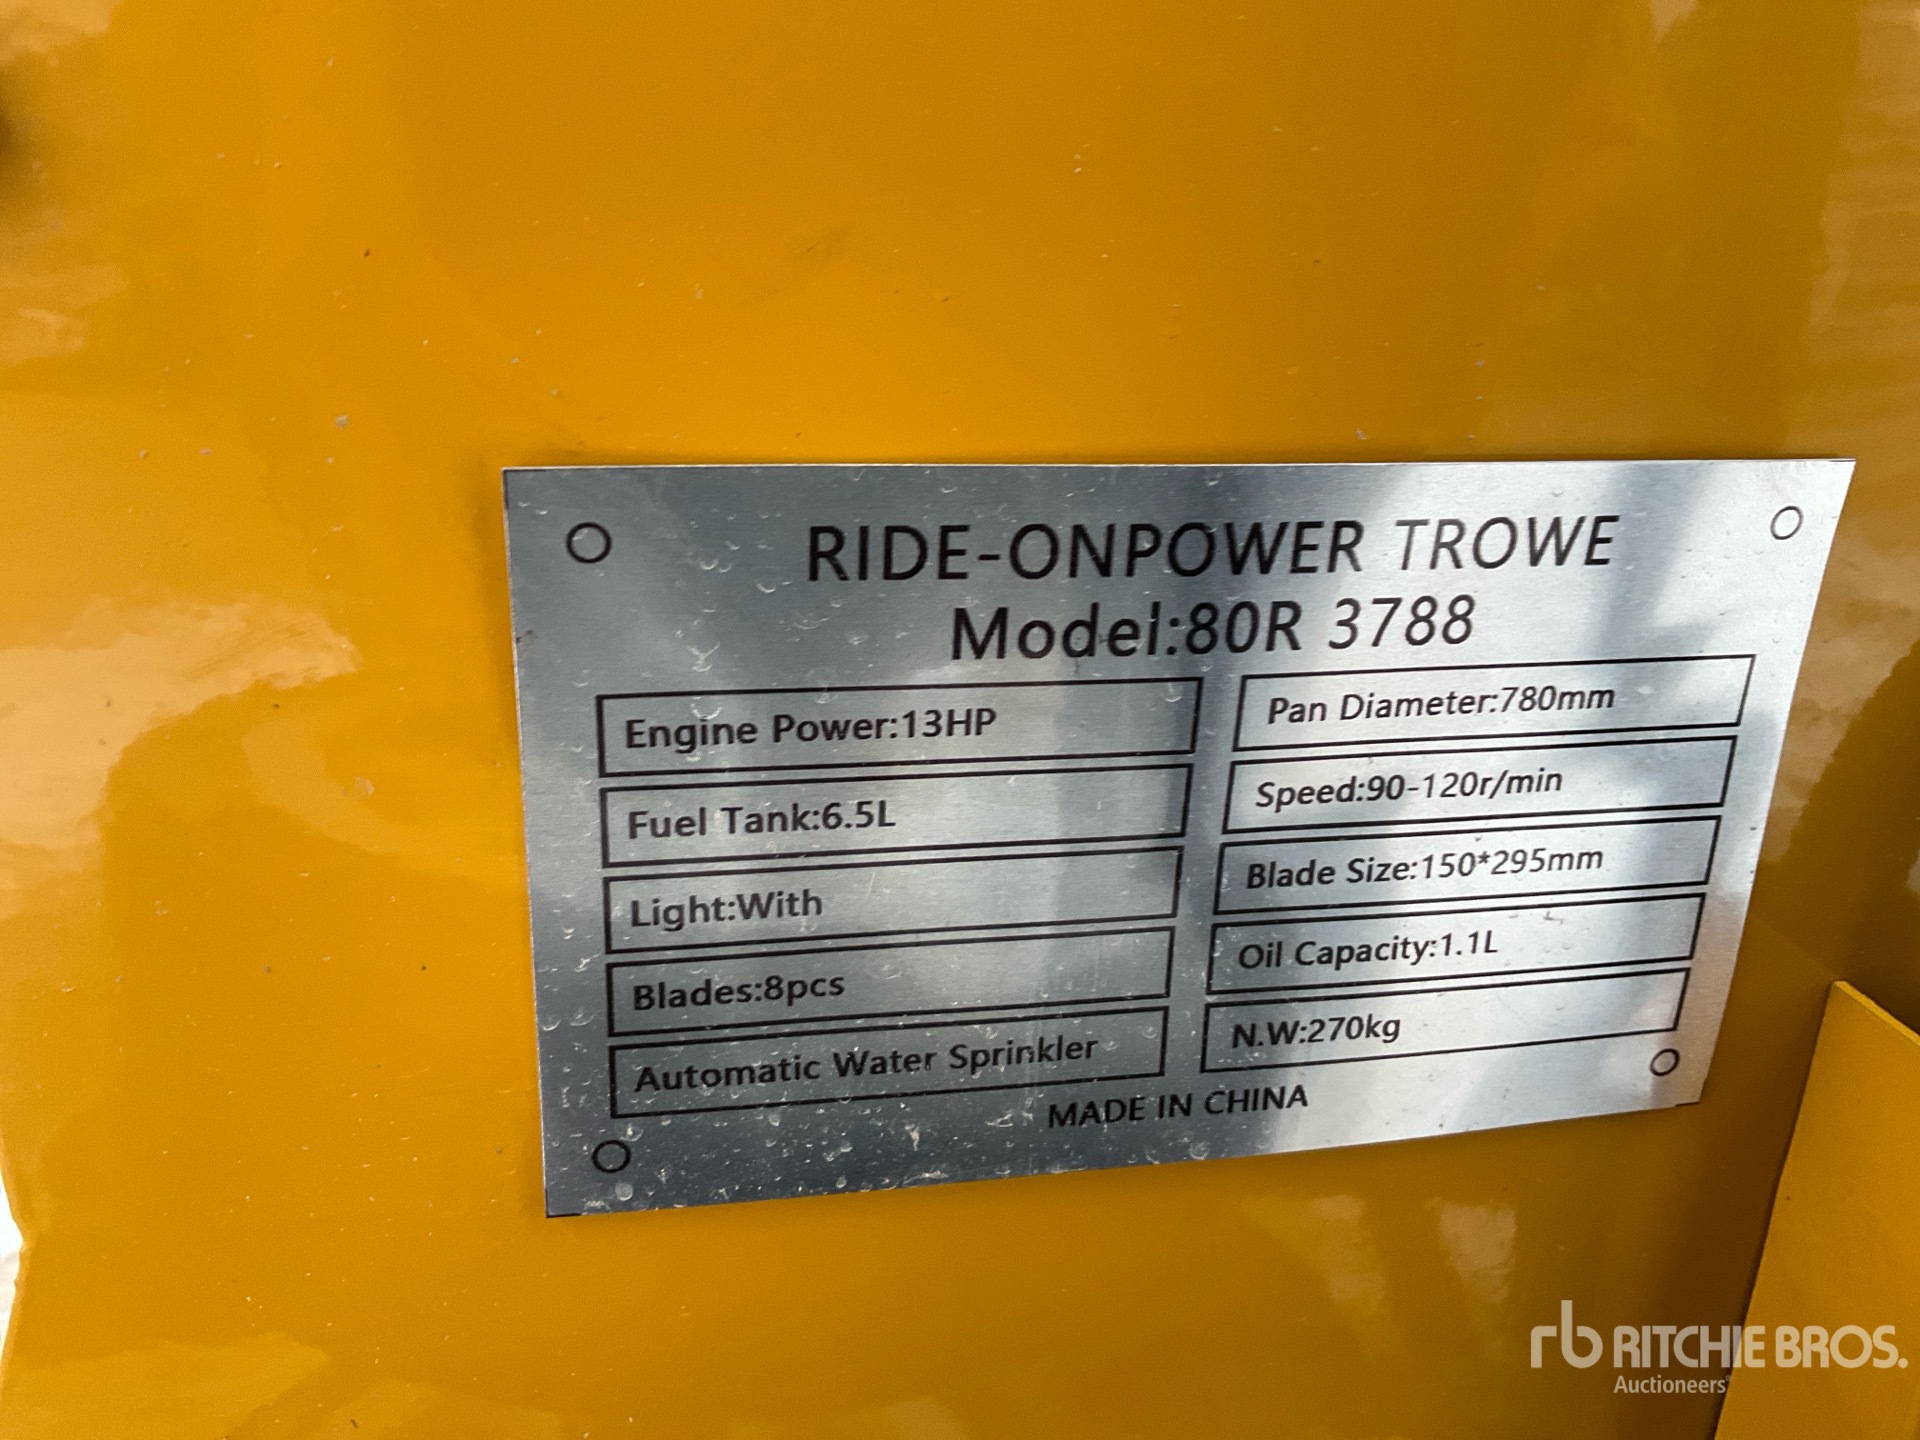 RIDE-ONPOWER TROWE
Model:80R 3788
Engine Power:13HP
Pan Diameter:780mm
Fuel Tank:6.5L
Speed:90-120r/min
Light:With
Blade Size:150*295mm
Blades:8pcs
Oil Capacity:1.1L
Automatic Water Sprinkler
N.W:270kg
MADE IN CHINA
rb RITCHIE BROS.
Auctioneers